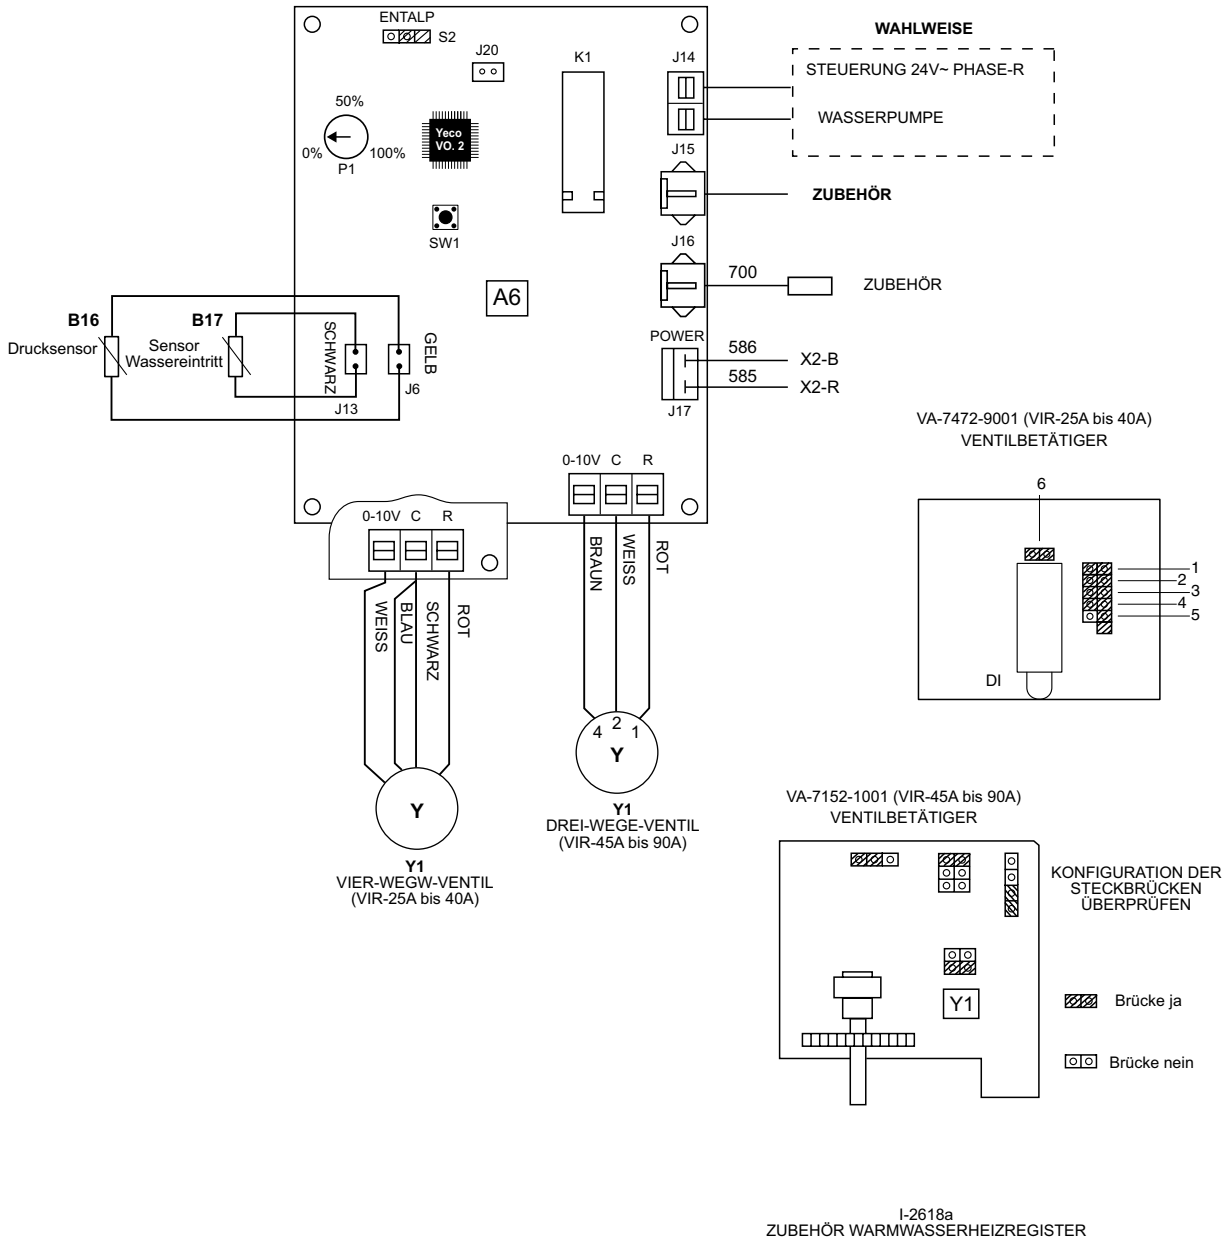 ENTALP
S2
J20
K1
J14
WAHLWEISE
STEUERUNG 24V~ PHASE-R
WASSERPUMPE
50%
0%
100%
P1
Yeco
VO. 2
J15
ZUBEHÖR
SW1
J16
700
ZUBEHÖR
A6
B16
Drucksensor
B17
Sensor
Wassereintritt
SCHWARZ
J13
GELB
J6
POWER
586
X2-B
585
X2-R
J17
VA-7472-9001 (VIR-25A bis 40A)
VENTILBETÄTIGER
6
1
2
3
4
5
DI
0-10V C R
BRAUN
WEISS
ROT
0-10V C R
WEISS
BLAU
SCHWARZ
ROT
4 2 1
Y
Y1
DREI-WEGE-VENTIL
(VIR-45A bis 90A)
Y
Y1
VIER-WEGW-VENTIL
(VIR-25A bis 40A)
VA-7152-1001 (VIR-45A bis 90A)
VENTILBETÄTIGER
KONFIGURATION DER
STECKBRÜCKEN
ÜBERPRÜFEN
Y1
Brücke ja
Brücke nein
I-2618a
ZUBEHÖR WARMWASSERHEIZREGISTER